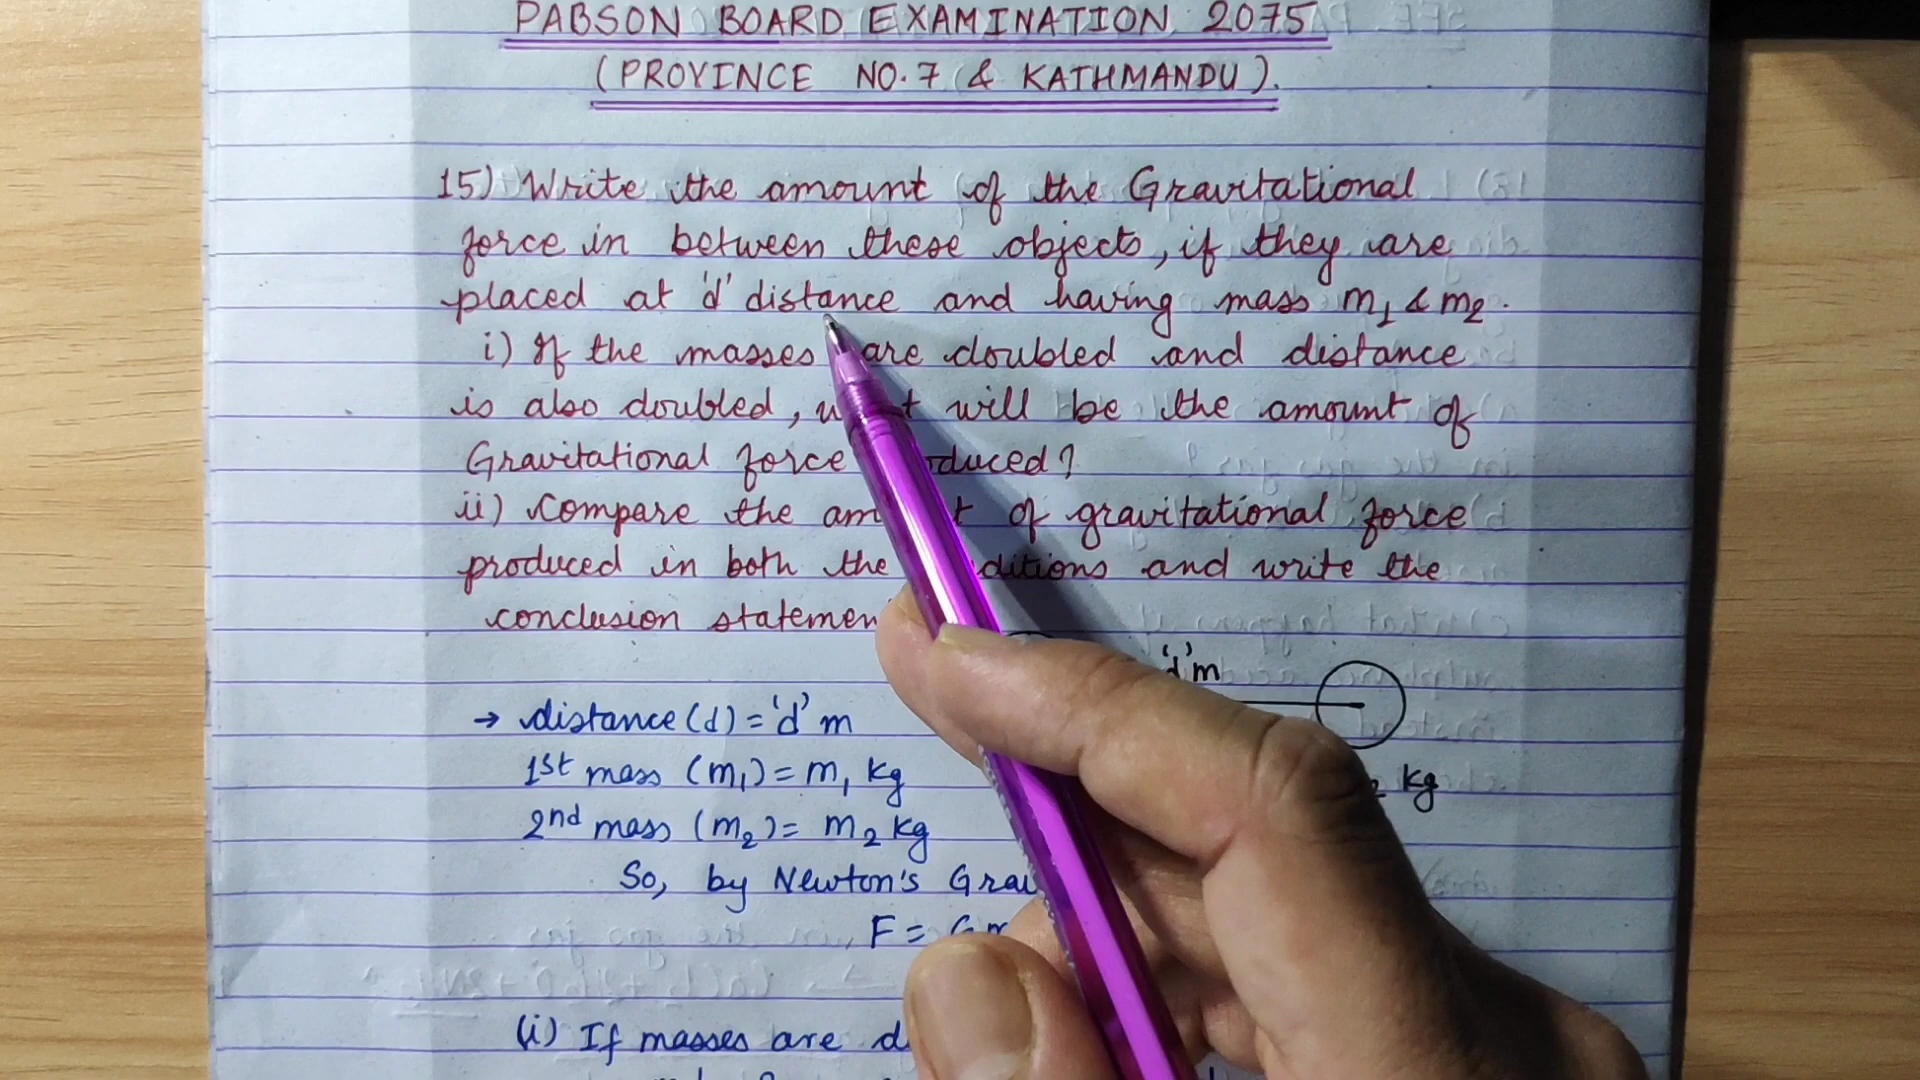 PABSON BOARD EXAMINATION 2075
(PROVINCE NO.7 & KATHMANDU).
15) Write the amount of the Gravitational
force in between these objects, if they are
placed at 'd' distance and having mass m₁ & m₂.
i) If the masses are doubled and distance
is also doubled, will be the amount of
Gravitational force
ii) Compare the of gravitational force
produced in both the and write the
conclusion
'd' m
→ distance (d) = 'd' m
1st mass (m₁) = m₁ kg
kg
2nd mass (m₂) = m₂ kg
So, by Newton's
F = G
(i) If masses are